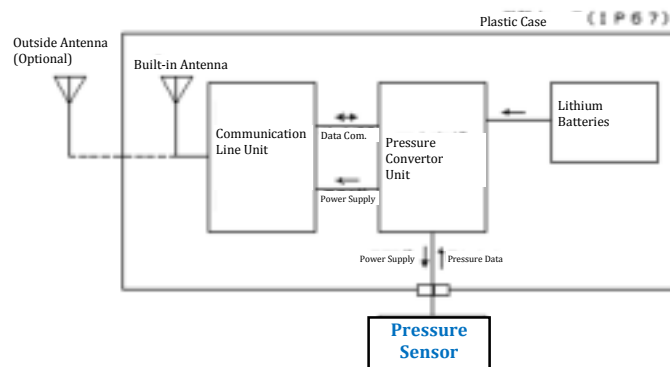 Plastic Case (IP67)
Outside Antenna
(Optional)
Built-in Antenna
Communication
Line Unit
Data Com.
Power Supply
Pressure
Convertor
Unit
Lithium
Batteries
Power Supply
Pressure Data
Pressure
Sensor